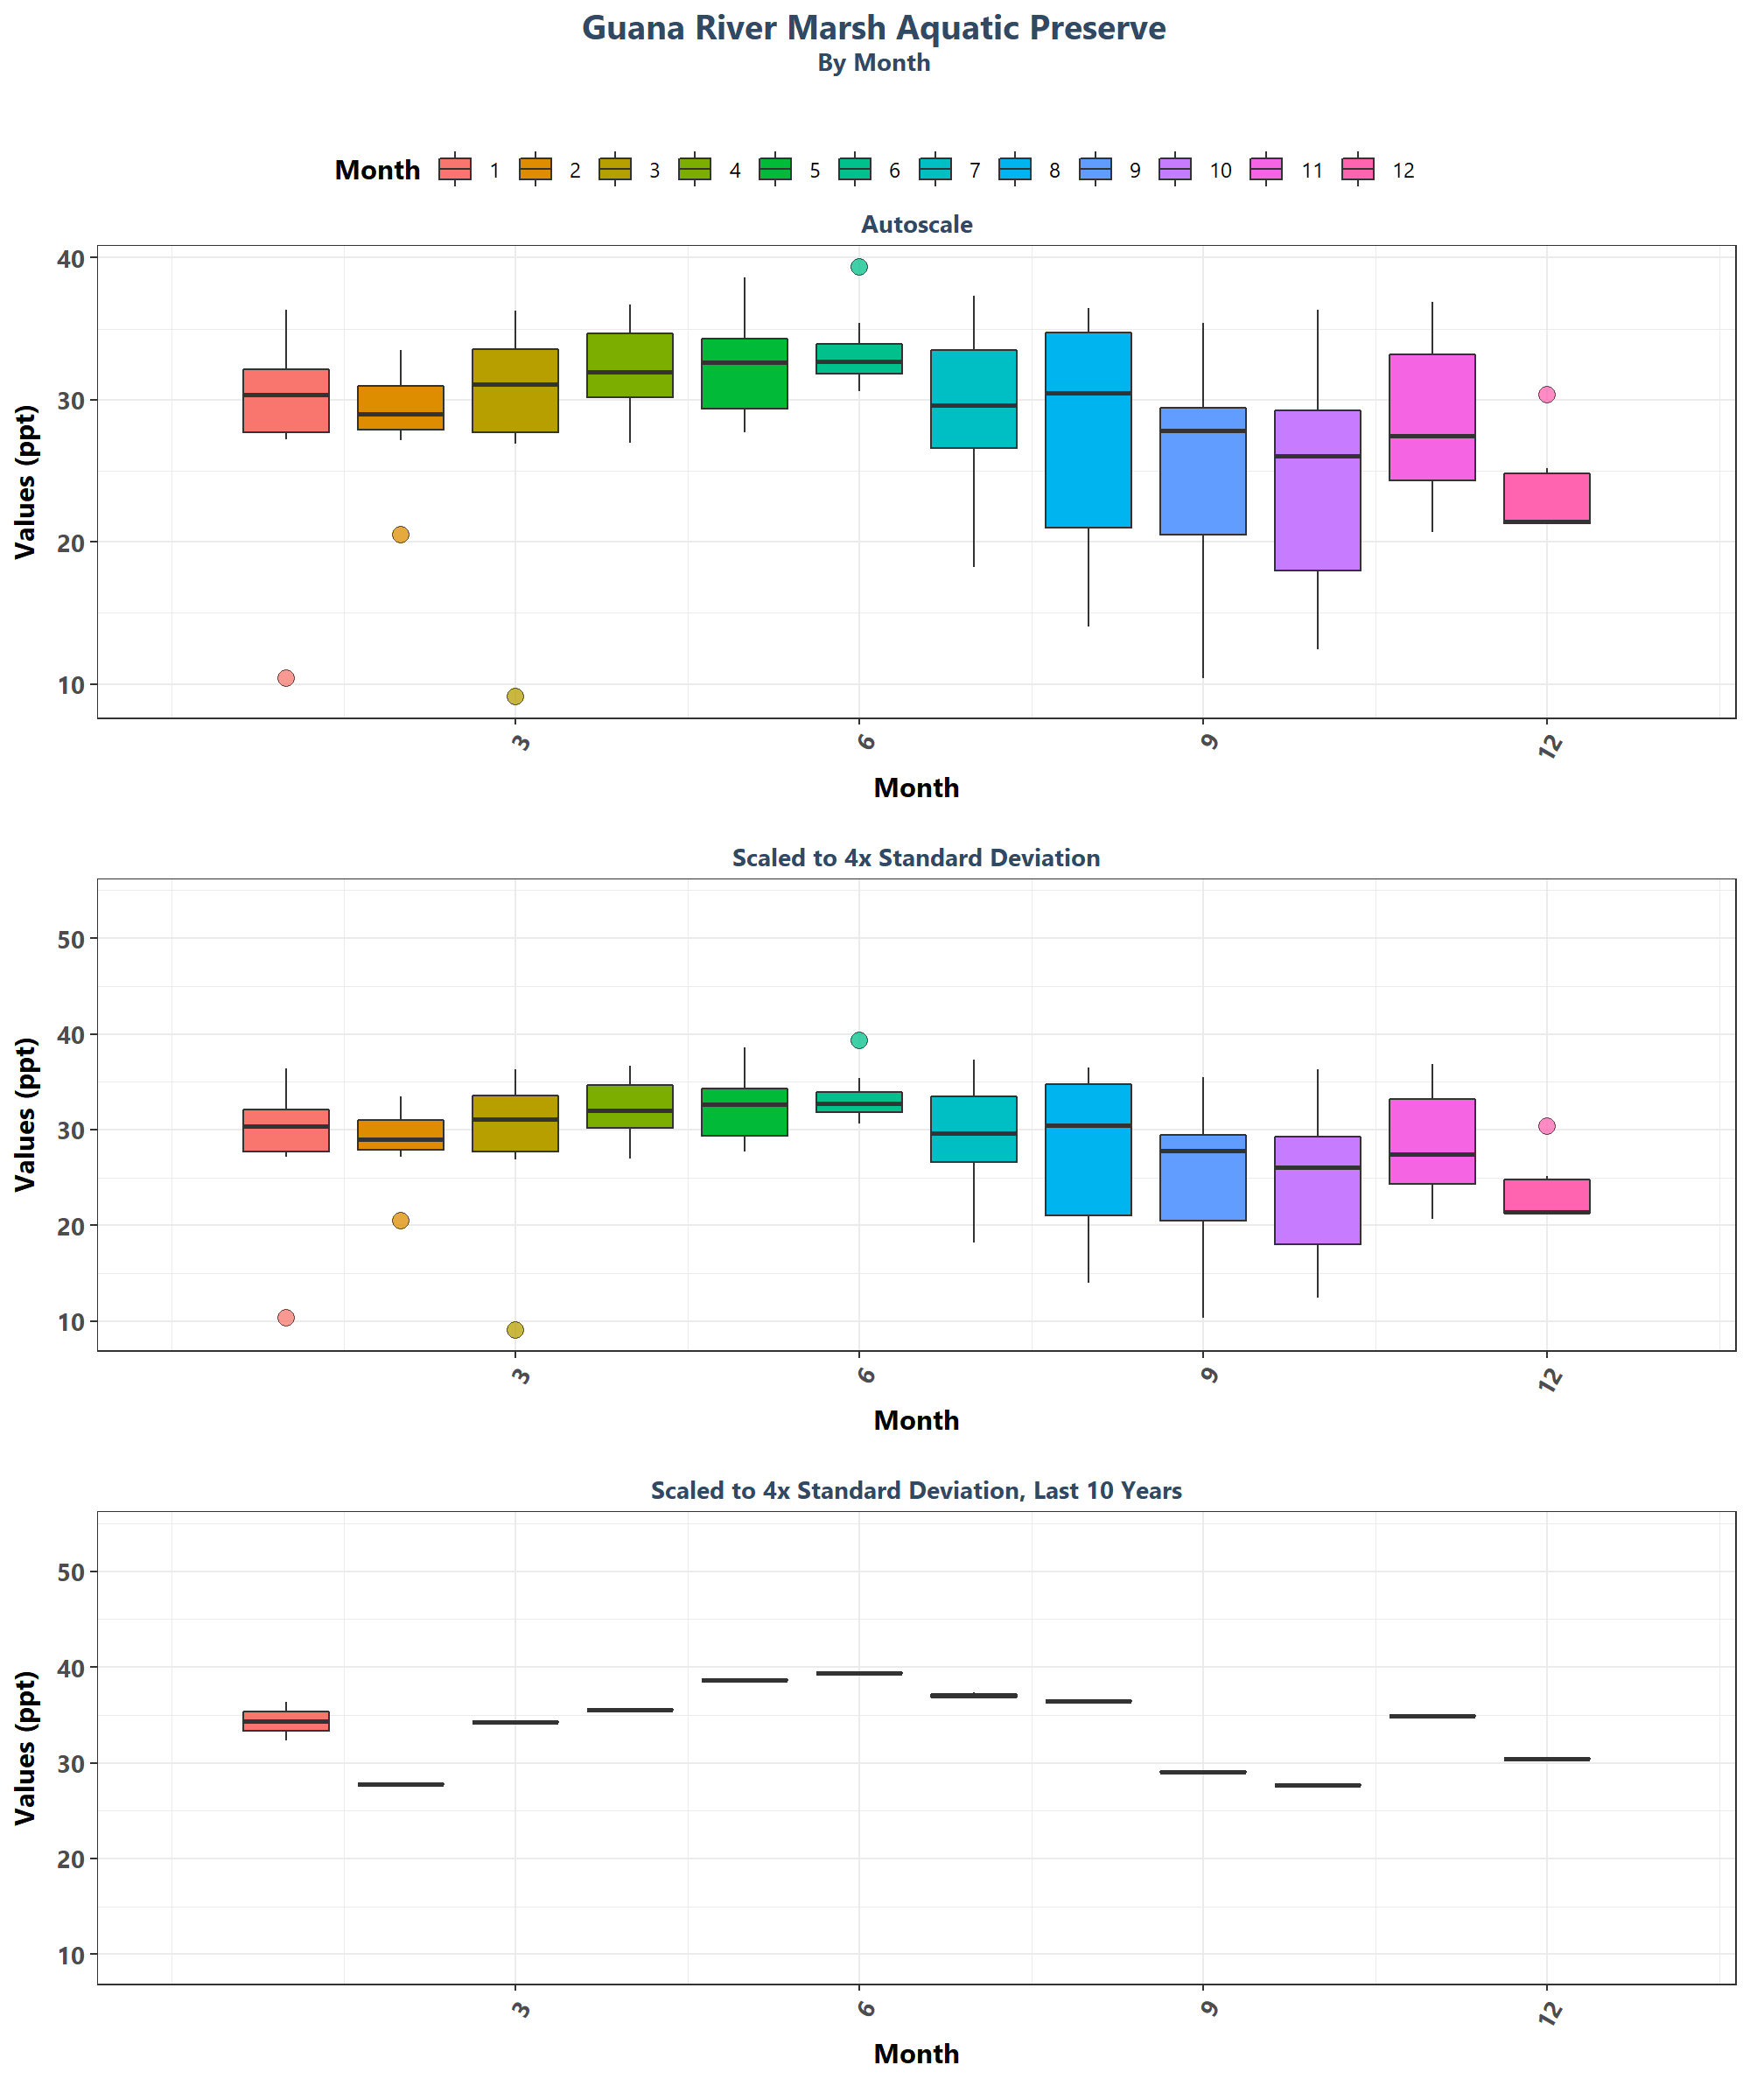 Guana River Marsh Aquatic Preserve
By Month
Month 1 2 3 4 5 6 7 8 9 10 11 12
Autoscale
Values (ppt)
40
30
20
10
3 6 9 12
Month
Scaled to 4x Standard Deviation
Values (ppt)
50
40
30
20
10
3 6 9 12
Month
Scaled to 4x Standard Deviation, Last 10 Years
Values (ppt)
50
40
30
20
10
3 6 9 12
Month